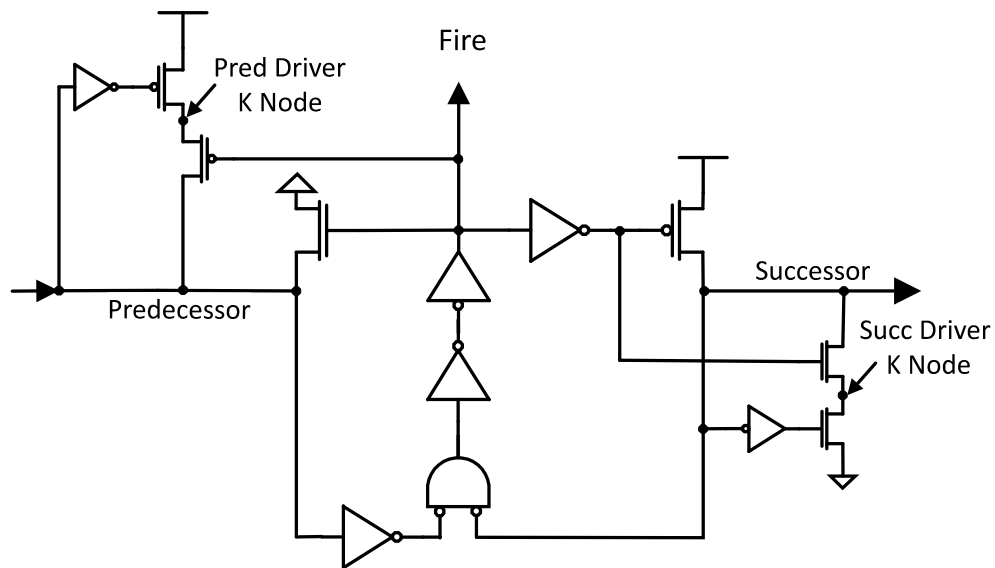 Fire
Pred Driver
K Node
Predecessor
Successor
Succ Driver
K Node